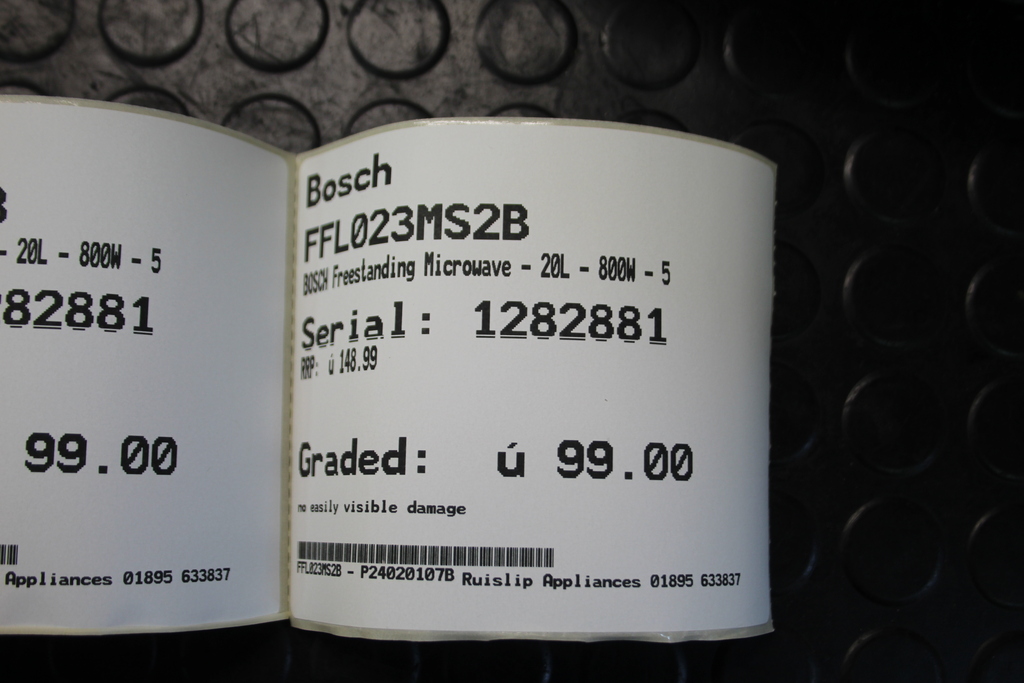 - 20L - 800W - 5
82881
99.00
Appliances 01895 633837
Bosch
FFL023MS2B
BOSCH Freestanding Microwave - 20L - 800W - 5
Serial: 1282881
RRP: ú 148.99
Graded: ú 99.00
no easily visible damage
FFL023MS2B - P24020107B Ruislip Appliances 01895 633837